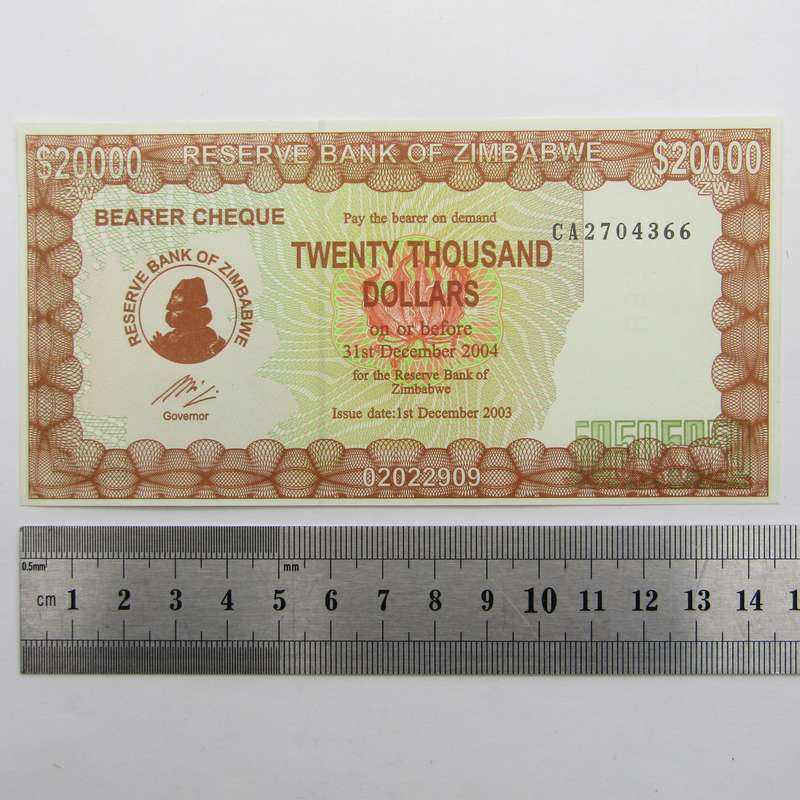 $20000 RESERVE BANK OF ZIMBABWE $20000
ZW ZW
BEARER CHEQUE
Pay the bearer on demand
CA2704366
TWENTY THOUSAND
DOLLARS
RESERVE BANK OF ZIMBABWE
on or before
31st December 2004
for the Reserve Bank of
Zimbabwe
Governor
Issue date:1st December 2003
02022909
0.5mm mm
cm 1 2 3 4 5 6 7 8 9 10 11 12 13 14 1